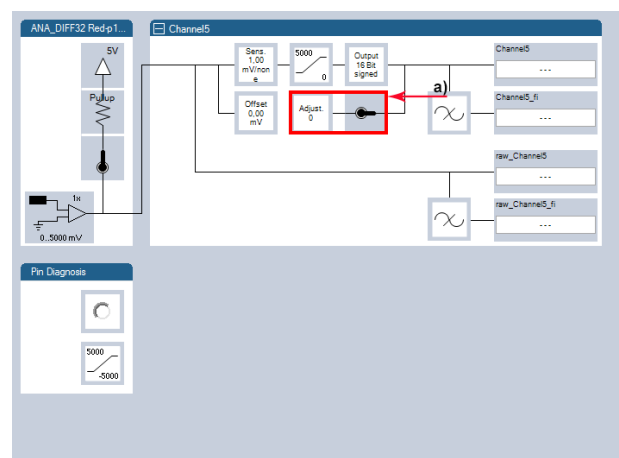 ANA_DIFF32 Red-p1...
5V
Pullup
1x
0..5000 mV
Channel5
Sens.
1,00
mV/non
e
5000
0
Output
16 Bit
signed
Offset
0,00
mV
Adjust.
0
a)
Channel5
---
Channel5_fi
---
raw_Channel5
---
raw_Channel5_fi
---
Pin Diagnosis
5000
-5000